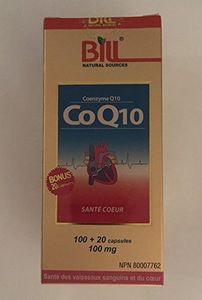 Bill
NATURAL SOURCES
Coenzyme Q10
CoQ10
BONUS
20
SANTÉ COEUR
100 + 20 capsules
100 mg
NPN 80007762
Santé des vaisseaux sanguins et du cœur